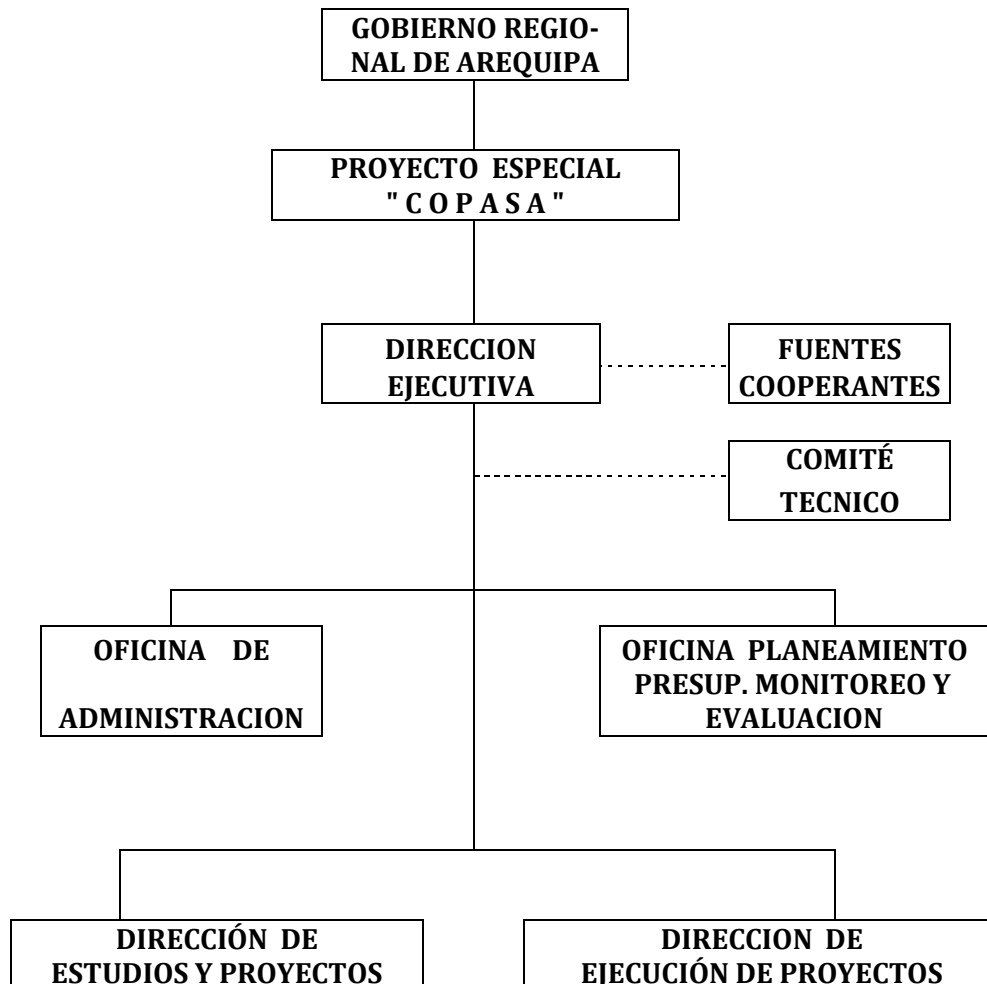 GOBIERNO REGIO-
NAL DE AREQUIPA
PROYECTO ESPECIAL
" C O P A S A "
DIRECCION
EJECUTIVA
FUENTES
COOPERANTES
COMITÉ
TECNICO
OFICINA DE
ADMINISTRACION
OFICINA PLANEAMIENTO
PRESUP. MONITOREO Y
EVALUACION
DIRECCIÓN DE
ESTUDIOS Y PROYECTOS
DIRECCION DE
EJECUCIÓN DE PROYECTOS